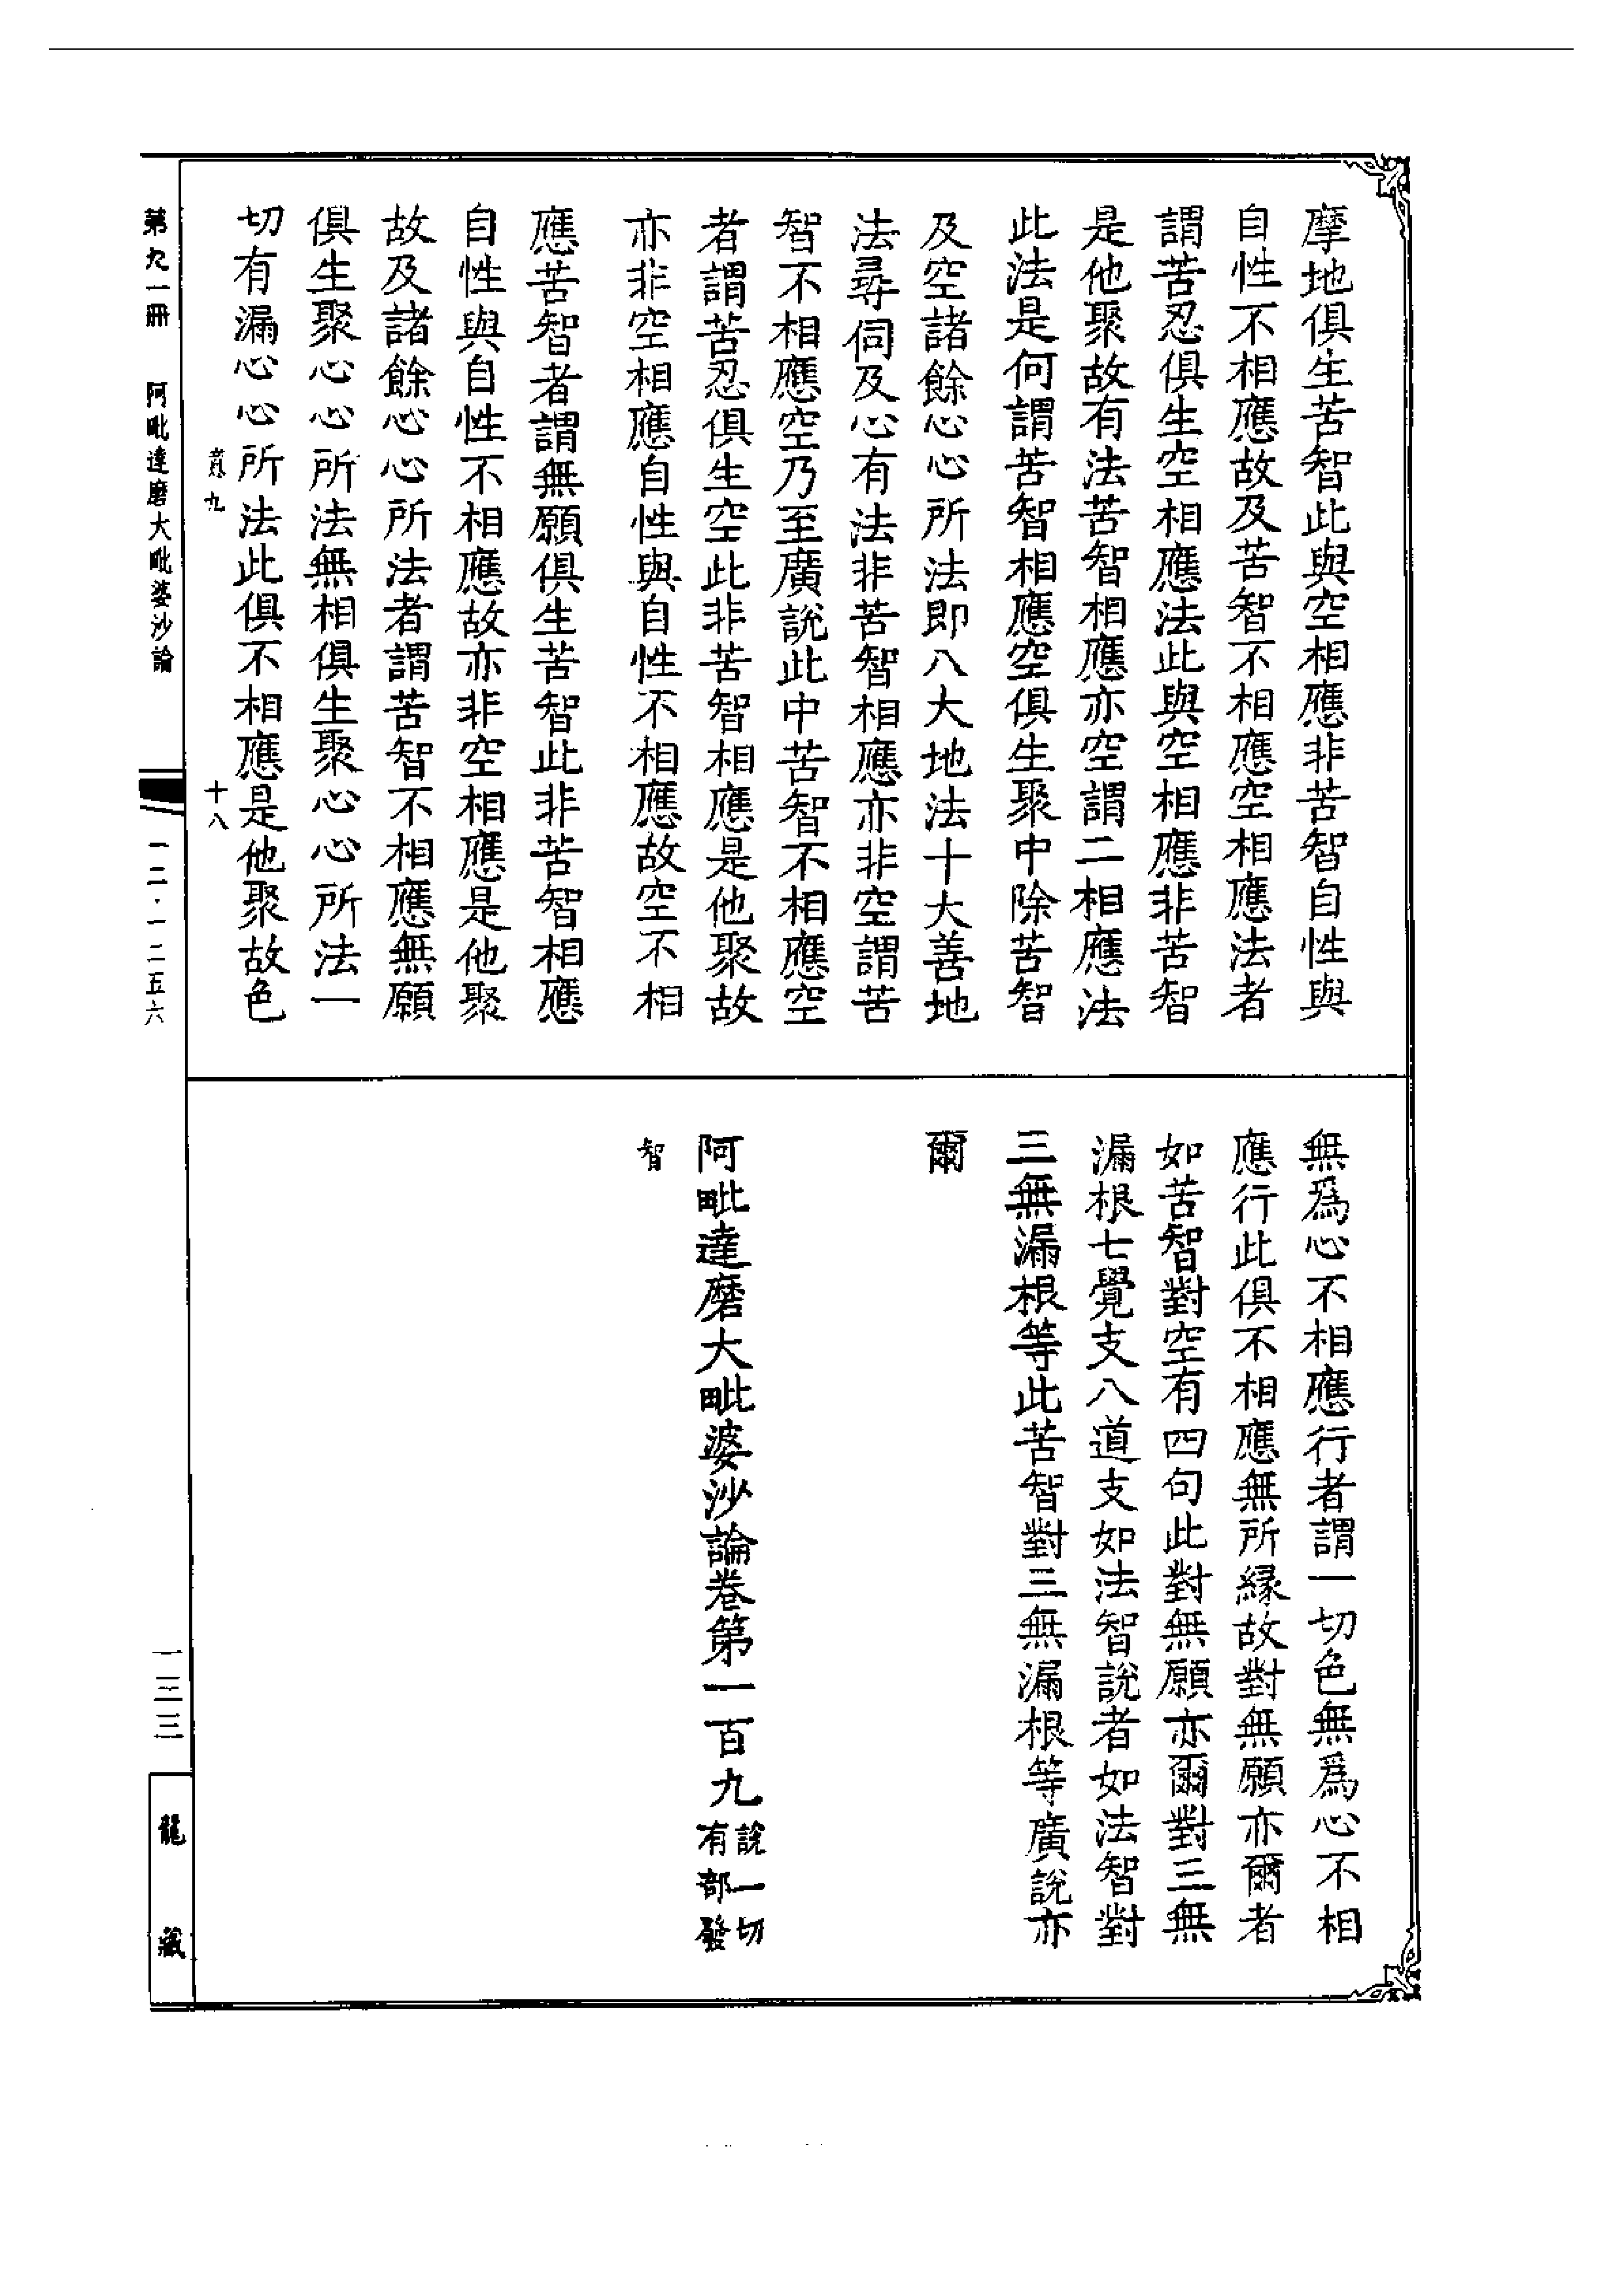 摩地俱生苦智此與空相應非苦智自性與
自性不相應故及苦智不相應空相應法者
謂苦忍俱生空相應法此與空相應非苦智
是他聚故有法苦智相應亦空謂二相應法
此法是何謂苦智相應空俱生聚中除苦智
及空諸餘心心所法即八大地法十大善地
法尋伺及心有法非苦智相應亦非空謂苦
智不相應空乃至廣說此中苦智不相應空
者謂苦忍俱生空此非苦智相應是他聚故
亦非空相應自性與自性不相應故空不相
應苦智者謂無願俱生苦智此非苦智相應
自性與自性不相應故亦非空相應是他聚
故及諸餘心心所法者謂苦智不相應無願
俱生聚心心所法無相俱生聚心心所法一
切有漏心心所法此俱不相應是他聚故色
九
十八
無爲心不相應行者謂一切色無爲心不相
應行此俱不相應無所緣故對無願亦爾者
如苦智對空有四句此對無願亦爾對三無
漏根七覺支八道支如法智說者如法智對
三無漏根等此苦智對三無漏根等廣說亦
爾
阿毗達磨大毗婆沙論卷第一百九說一切
有部發
智
第九一冊 阿毗達磨大毗婆沙論
一二·一二五六
一三三
龍藏